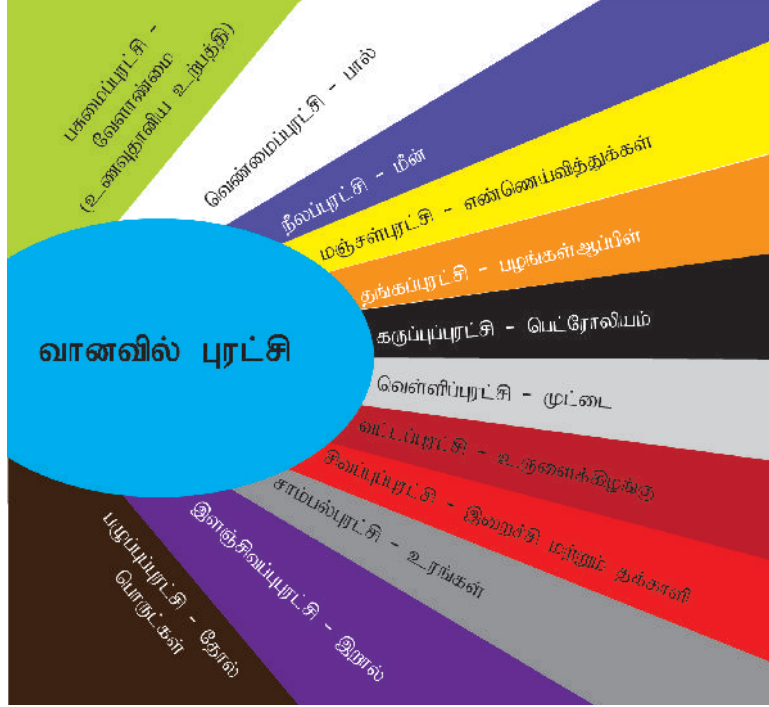 பசுமைப்புரட்சி -
வேளாண்மை
(உணவுதானிய உற்பத்தி)
வெண்மைப்புரட்சி - பால்
நீலப்புரட்சி - மீன்
மஞ்சள்புரட்சி - எண்ணெய்வித்துக்கள்
தங்கப்புரட்சி - பழங்கள்ஆப்பிள்
கருப்புப்புரட்சி - பெட்ரோலியம்
வானவில் புரட்சி
வெள்ளிப்புரட்சி - முட்டை
வட்டப்புரட்சி - உருளைக்கிழங்கு
சிவப்புப்புரட்சி - இறைச்சி மற்றும் தக்காளி
சாம்பல்புரட்சி - உரங்கள்
இளஞ்சிவப்புபுரட்சி - இறால்
பழுப்புப்புரட்சி - தோல்
பொருட்கள்